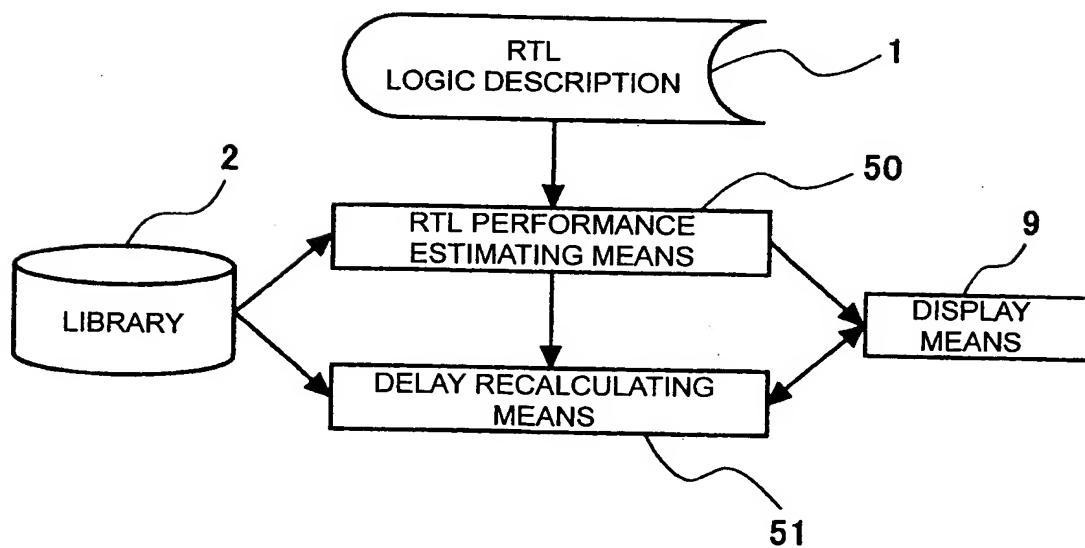 RTL
LOGIC DESCRIPTION
1
2
50
RTL PERFORMANCE
ESTIMATING MEANS
9
LIBRARY
DISPLAY
MEANS
DELAY RECALCULATING
MEANS
51